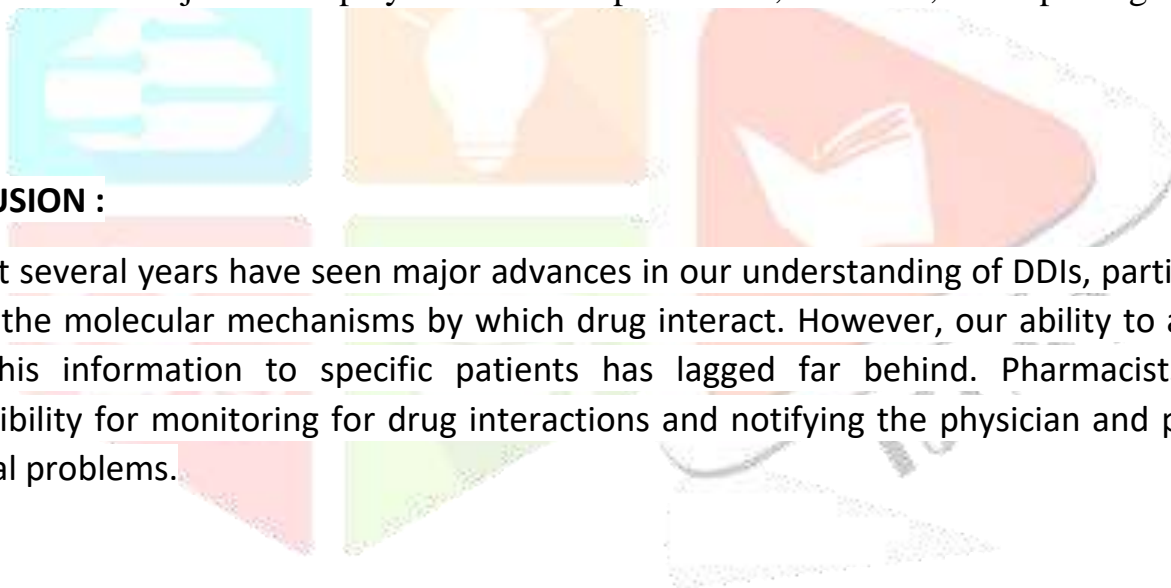 USION :
t several years have seen major advances in our understanding of DDIs, parti
the molecular mechanisms by which drug interact. However, our ability to a
his information to specific patients has lagged far behind. Pharmacist
ibility for monitoring for drug interactions and notifying the physician and p
al problems.